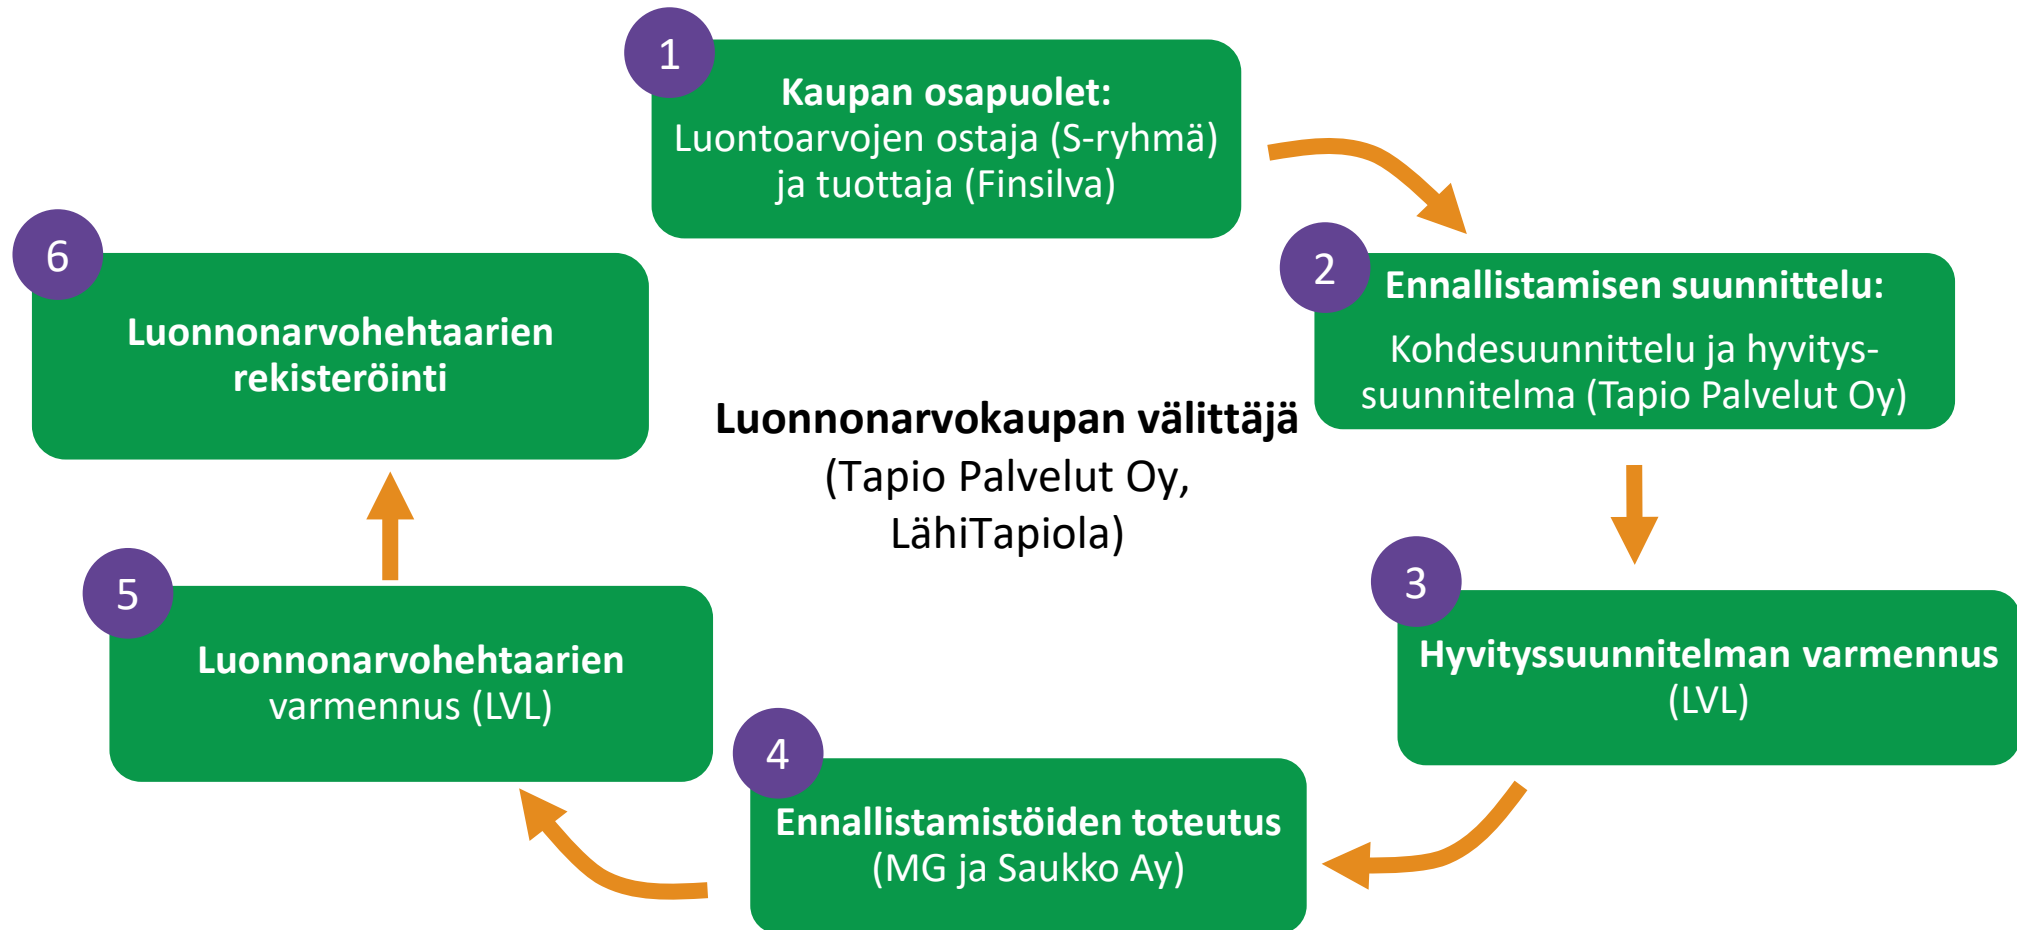 1
Kaupan osapuolet:
Luontoarvojen ostaja (S-ryhmä)
ja tuottaja (Finsilva)
2
Ennallistamisen suunnittelu:
Kohdesuunnittelu ja hyvitys-
suunnitelma (Tapio Palvelut Oy)
3
Hyvityssuunnitelman varmennus
(LVL)
4
Ennallistamistöiden toteutus
(MG ja Saukko Ay)
5
Luonnonarvohehtaarien
varmennus (LVL)
6
Luonnonarvohehtaarien
rekisteröinti
Luonnonarvokaupan välittäjä
(Tapio Palvelut Oy,
LähiTapiola)